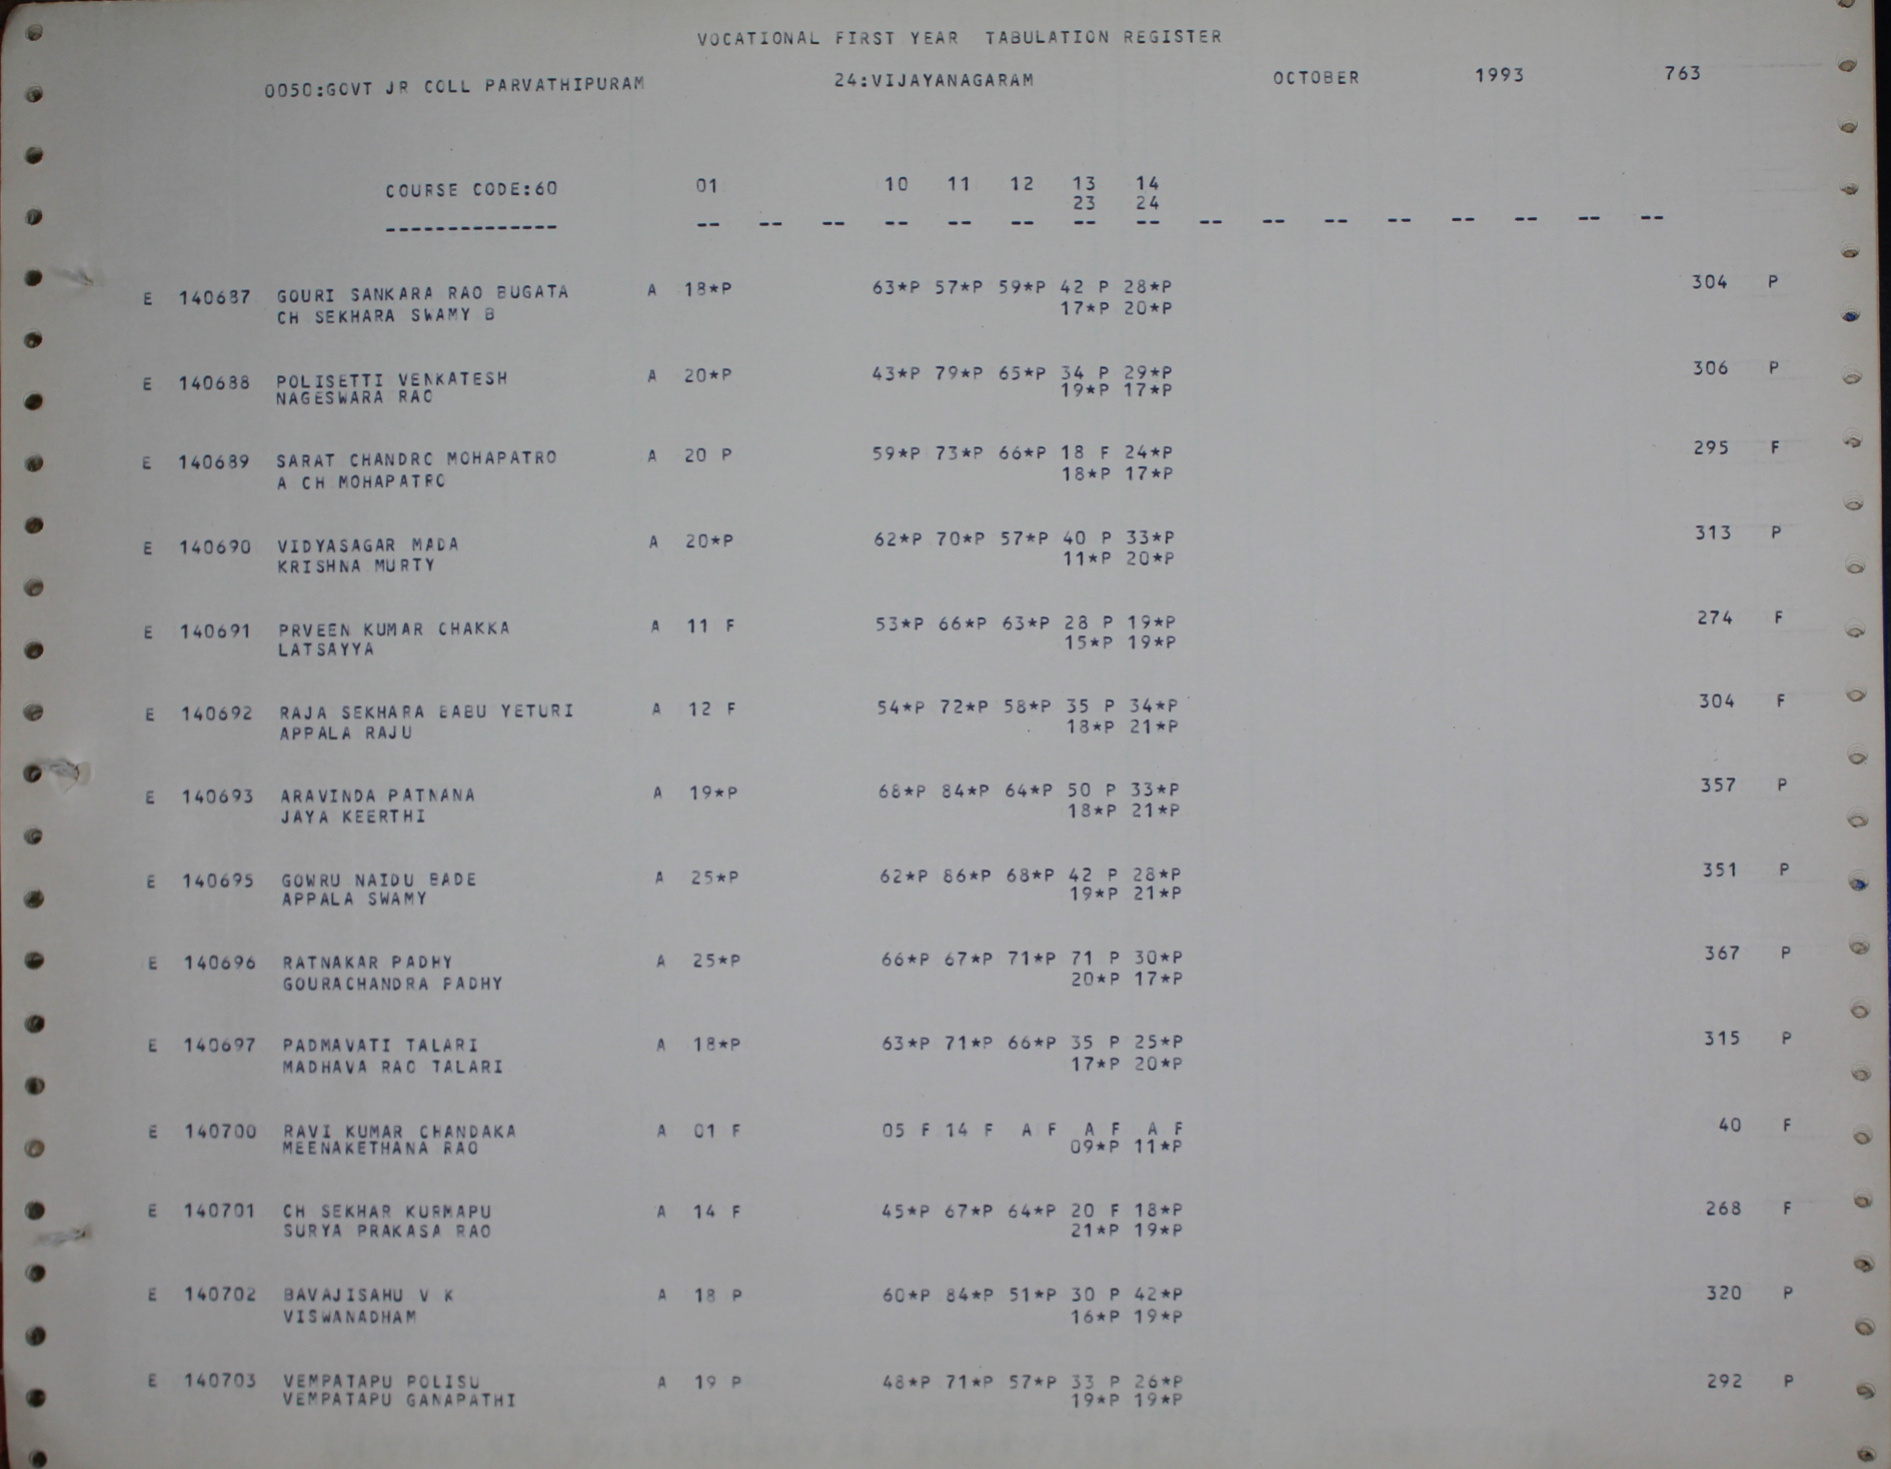 VOCATIONAL FIRST YEAR TABULATION REGISTER
0050:GOVT JR COLL PARVATHIPURAM 24:VIJAYANAGARAM OCTOBER 1993 763
COURSE CODE:60 01 10 11 12 13 14
23 24
-------------- -- -- -- -- -- -- -- -- -- -- -- -- -- -- -- --
E 140687 GOURI SANKARA RAO BUGATA A 18*P 63*P 57*P 59*P 42 P 28*P 304 P
CH SEKHARA SWAMY B 17*P 20*P
E 140688 POLISETTI VENKATESH A 20*P 43*P 79*P 65*P 34 P 29*P 306 P
NAGESWARA RAO 19*P 17*P
E 140689 SARAT CHANDRO MOHAPATRO A 20 P 59*P 73*P 66*P 18 F 24*P 295 F
A CH MOHAPATRO 18*P 17*P
E 140690 VIDYASAGAR MADA A 20*P 62*P 70*P 57*P 40 P 33*P 313 P
KRISHNA MURTY 11*P 20*P
E 140691 PRVEEN KUMAR CHAKKA A 11 F 53*P 66*P 63*P 28 P 19*P 274 F
LATSAYYA 15*P 19*P
E 140692 RAJA SEKHARA BABU YETURI A 12 F 54*P 72*P 58*P 35 P 34*P 304 F
APPALA RAJU 18*P 21*P
E 140693 ARAVINDA PATNANA A 19*P 68*P 84*P 64*P 50 P 33*P 357 P
JAYA KEERTHI 18*P 21*P
E 140695 GOWRU NAIDU BADE A 25*P 62*P 86*P 68*P 42 P 28*P 351 P
APPALA SWAMY 19*P 21*P
E 140696 RATNAKAR PADHY A 25*P 66*P 67*P 71*P 71 P 30*P 367 P
GOURACHANDRA PADHY 20*P 17*P
E 140697 PADMAVATI TALARI A 18*P 63*P 71*P 66*P 35 P 25*P 315 P
MADHAVA RAO TALARI 17*P 20*P
E 140700 RAVI KUMAR CHANDAKA A 01 F 05 F 14 F A F A F A F 40 F
MEENAKETHANA RAO 09*P 11*P
E 140701 CH SEKHAR KURMAPU A 14 F 45*P 67*P 64*P 20 F 18*P 268 F
SURYA PRAKASA RAO 21*P 19*P
E 140702 BAVAJISAHU V K A 18 P 60*P 84*P 51*P 30 P 42*P 320 P
VISWANADHAM 16*P 19*P
E 140703 VEMPATAPU POLISU A 19 P 48*P 71*P 57*P 33 P 26*P 292 P
VEMPATAPU GANAPATHI 19*P 19*P